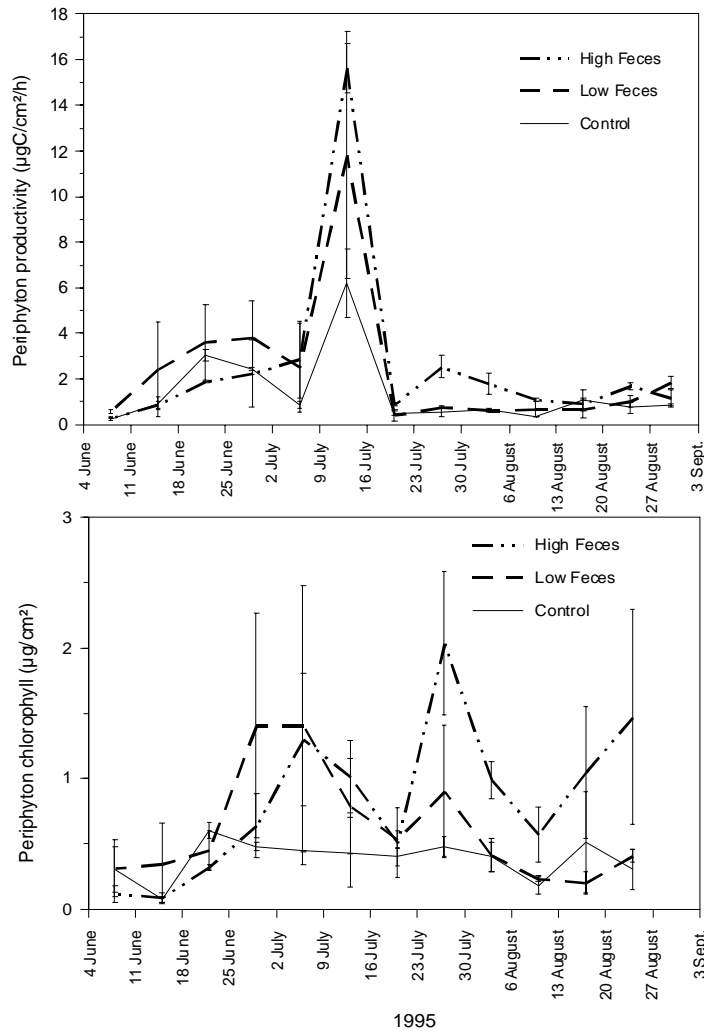 Periphyton productivity (µgC/cm²/h)
18
16
14
12
10
8
6
4
2
0
High Feces
Low Feces
Control
4 June
11 June
18 June
25 June
2 July
9 July
16 July
23 July
30 July
6 August
13 August
20 August
27 August
3 Sept.
Periphyton chlorophyll (µg/cm²)
3
2
1
0
High Feces
Low Feces
Control
4 June
11 June
18 June
25 June
2 July
9 July
16 July
23 July
30 July
6 August
13 August
20 August
27 August
3 Sept.
1995